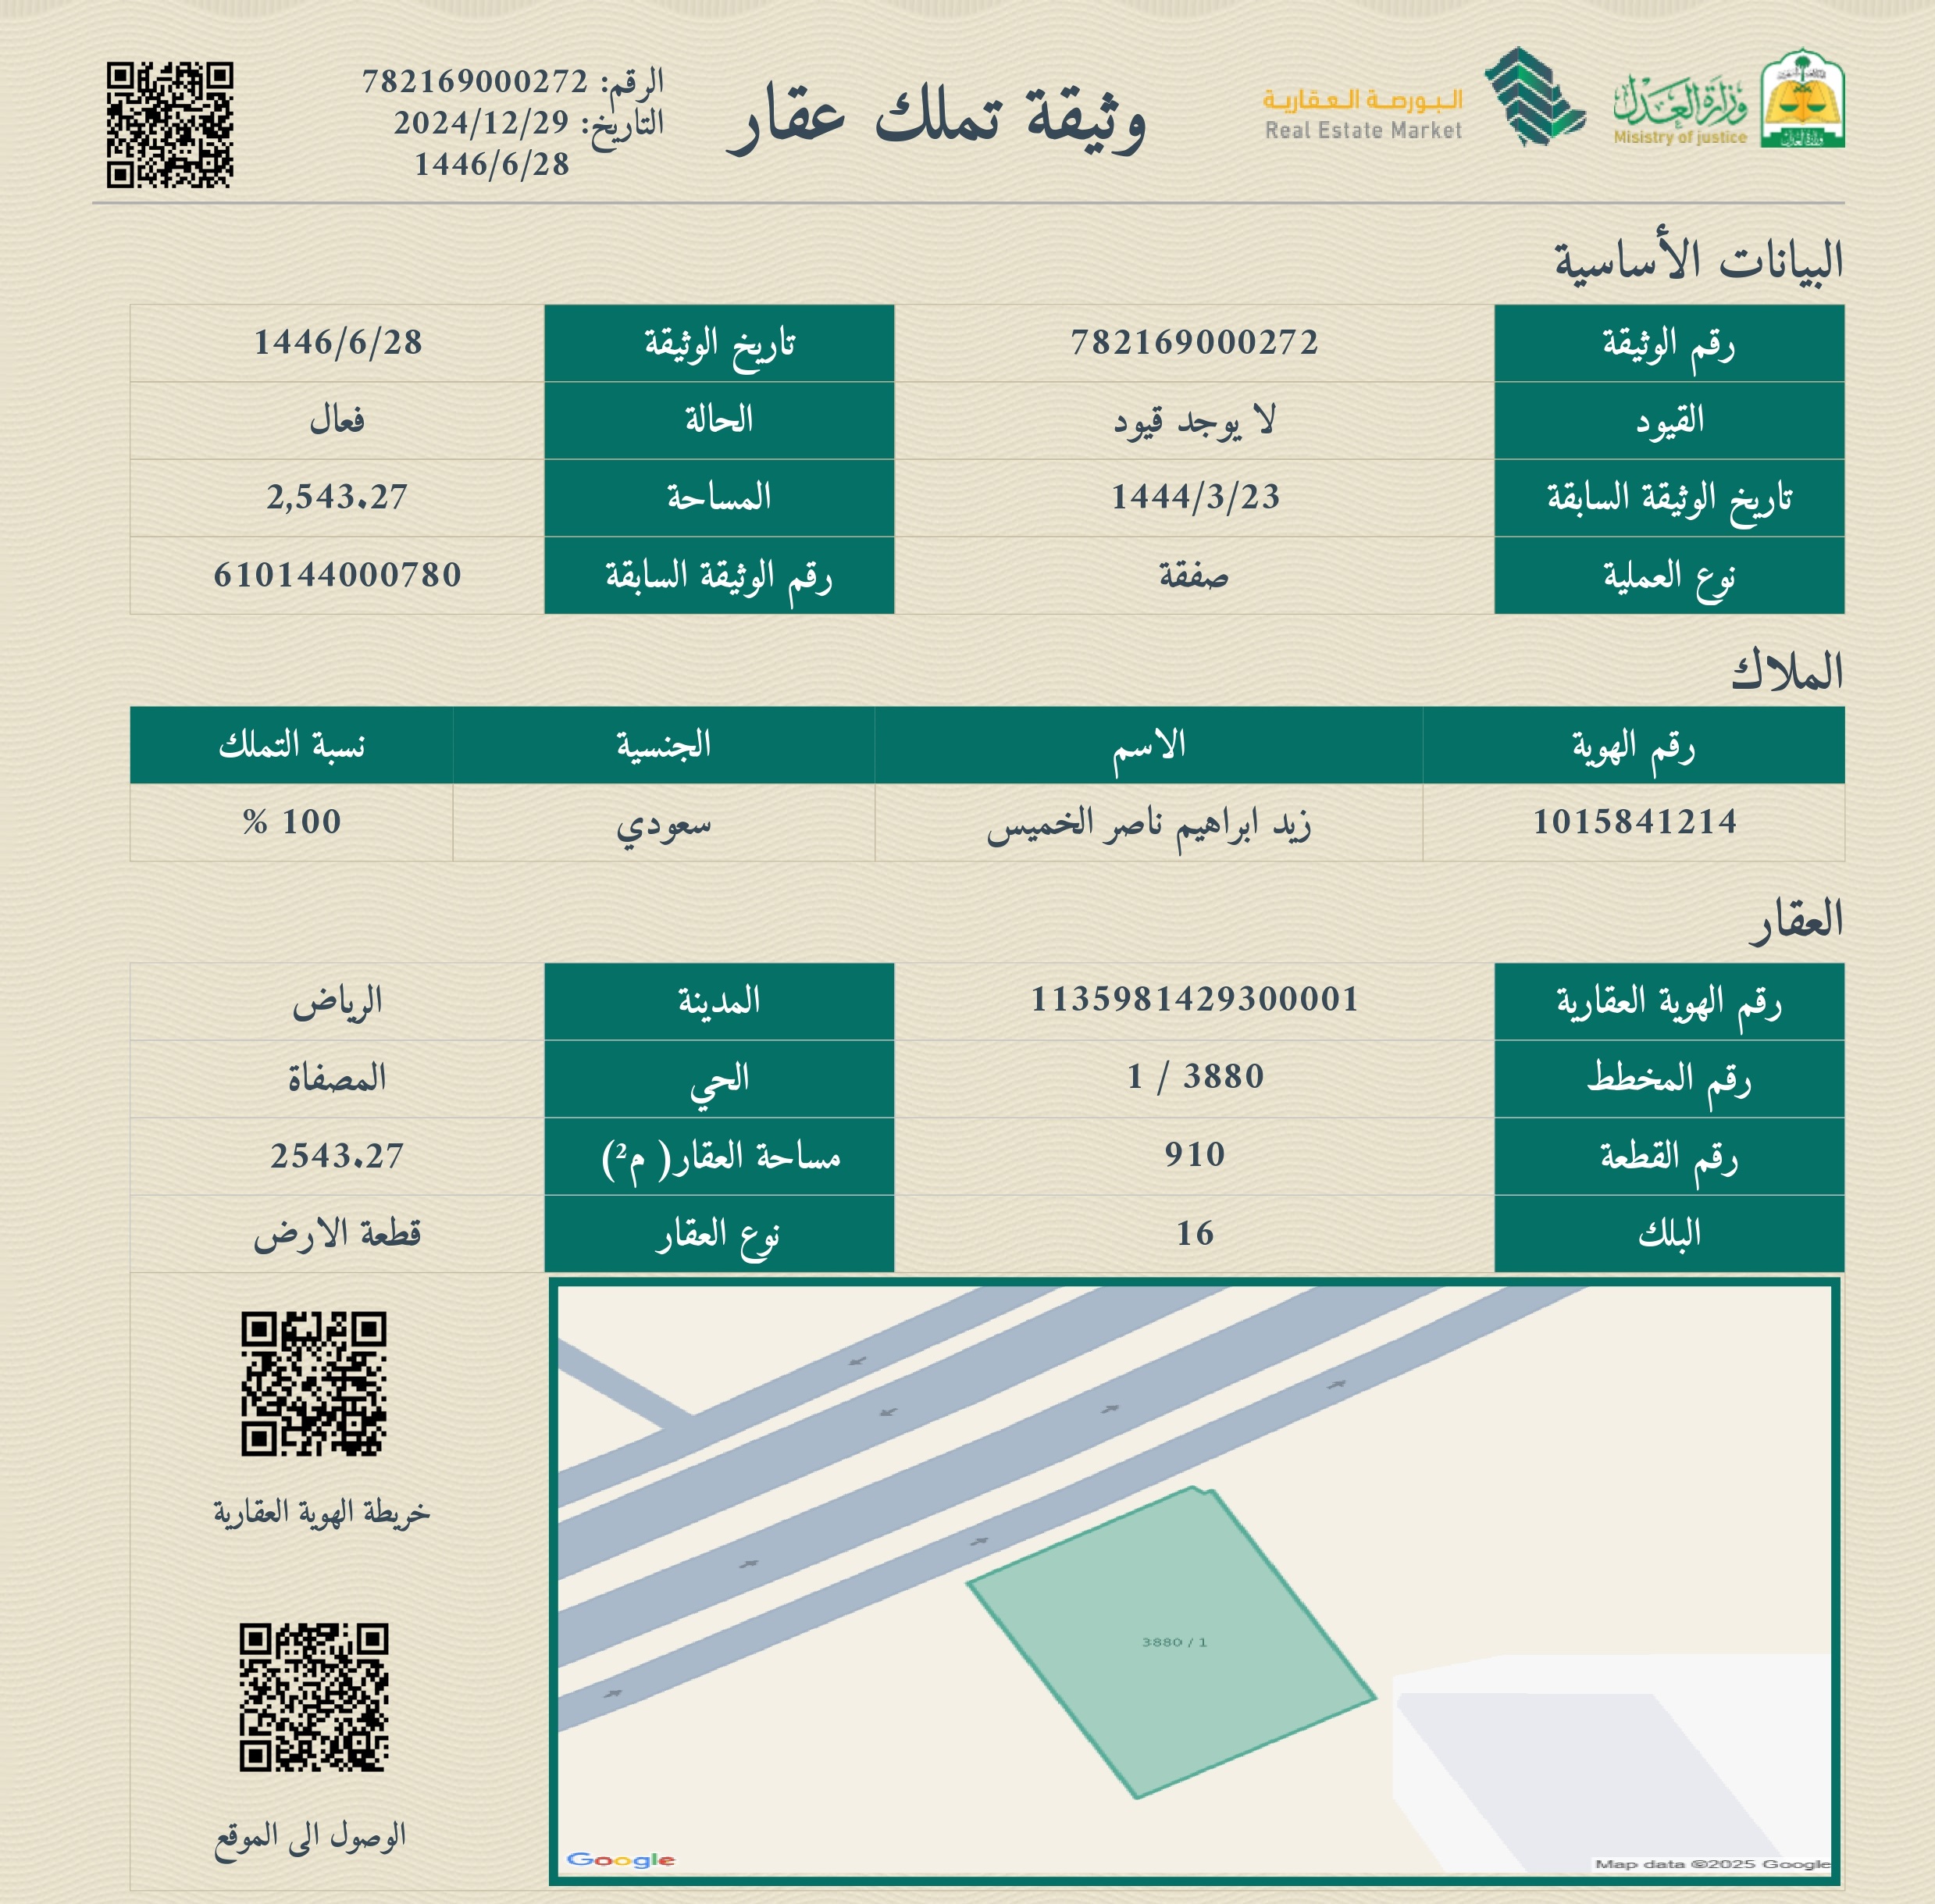 وزارة العدل
Misistry of justice
البورصة العقارية
Real Estate Market
وثيقة تملك عقار
الرقم: 782169000272
التاريخ: 2024/12/29
1446/6/28
البيانات الأساسية
رقم الوثيقة 782169000272 تاريخ الوثيقة 1446/6/28
القيود لا يوجد قيود الحالة فعال
تاريخ الوثيقة السابقة 1444/3/23 المساحة 2,543.27
نوع العملية صفقة رقم الوثيقة السابقة 610144000780
الملاك
رقم الهوية الاسم الجنسية نسبة التملك
1015841214 زيد ابراهيم ناصر الخميس سعودي 100 %
العقار
رقم الهوية العقارية 1135981429300001 المدينة الرياض
رقم المخطط 3880 / 1 الحي المصفاة
رقم القطعة 910 مساحة العقار( م²) 2543.27
البلك 16 نوع العقار قطعة الارض
3880 / 1
Google
Map data ©2025 Google
خريطة الهوية العقارية
الوصول الى الموقع